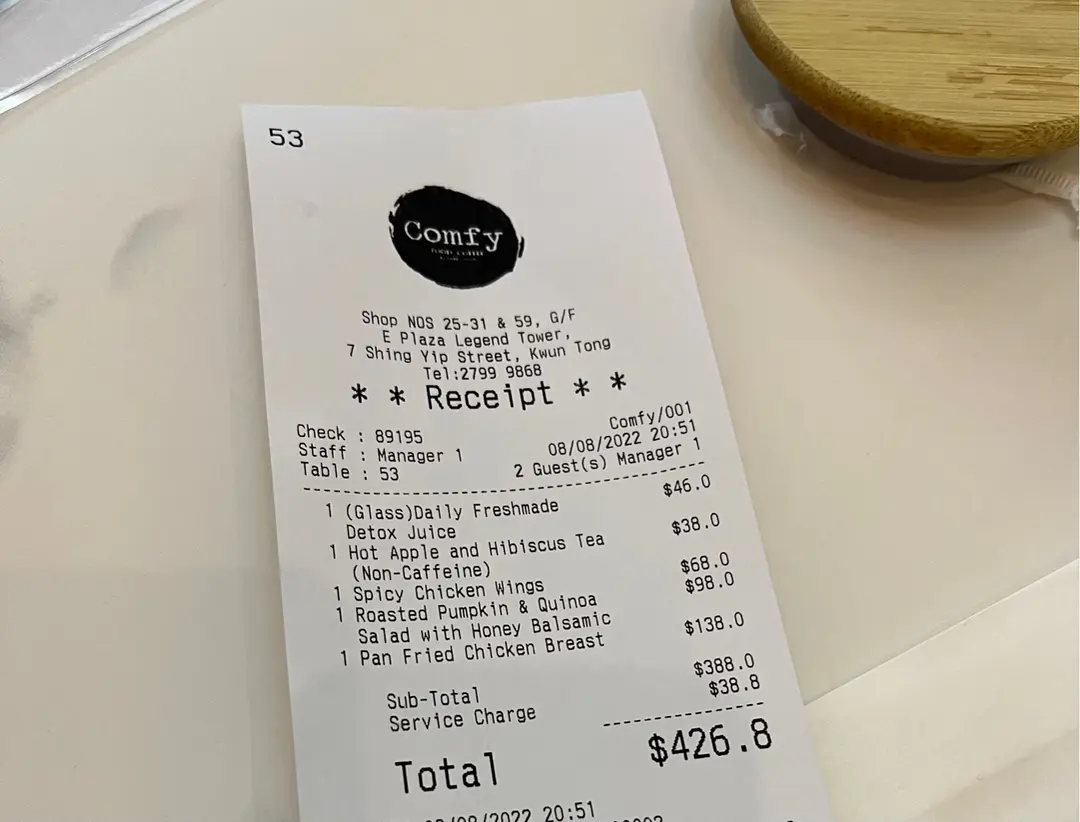 53
Comfy
Shop NOS 25-31 & 59, G/F
E Plaza Legend Tower,
7 Shing Yip Street, Kwun Tong
Tel:2799 9868
* * Receipt * *
Comfy/001
Check : 89195 08/08/2022 20:51
Staff : Manager 1 2 Guest(s) Manager 1
Table : 53
1 (Glass)Daily Freshmade $46.0
Detox Juice
1 Hot Apple and Hibiscus Tea $38.0
(Non-Caffeine)
1 Spicy Chicken Wings $68.0
1 Roasted Pumpkin & Quinoa $98.0
Salad with Honey Balsamic
1 Pan Fried Chicken Breast $138.0
Sub-Total $388.0
Service Charge $38.8
Total $426.8
20:51